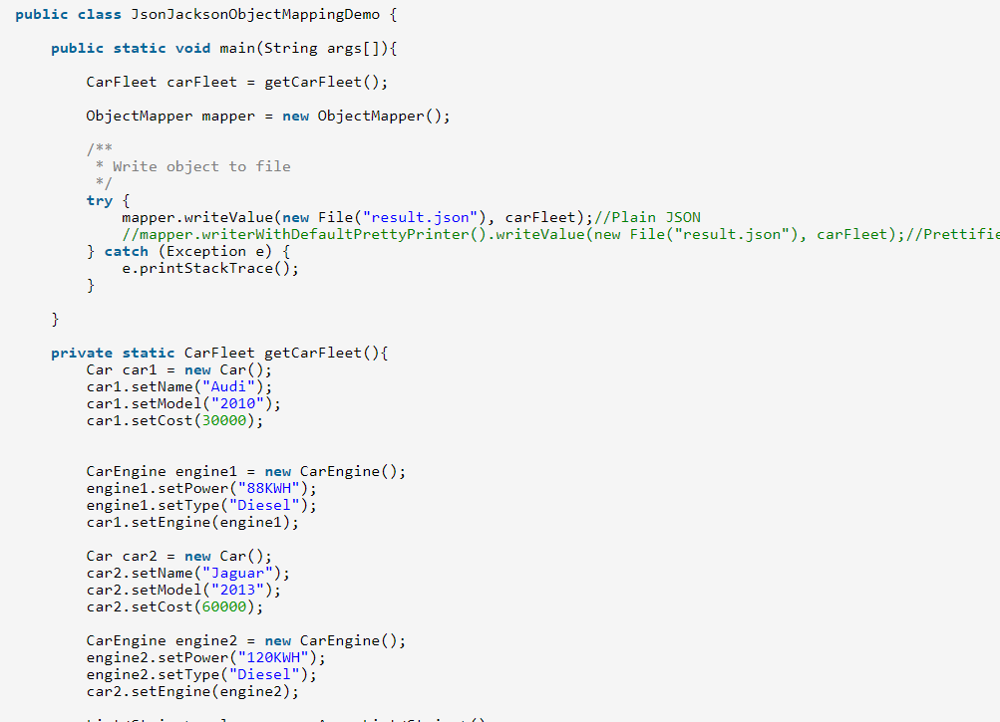 public class JsonJacksonObjectMappingDemo {
public static void main(String args[]){
CarFleet carFleet = getCarFleet();
ObjectMapper mapper = new ObjectMapper();
/**
* Write object to file
*/
try {
mapper.writeValue(new File("result.json"), carFleet);//Plain JSON
//mapper.writerWithDefaultPrettyPrinter().writeValue(new File("result.json"), carFleet);//Prettifie
} catch (Exception e) {
e.printStackTrace();
}
}
private static CarFleet getCarFleet(){
Car car1 = new Car();
car1.setName("Audi");
car1.setModel("2010");
car1.setCost(30000);
CarEngine engine1 = new CarEngine();
engine1.setPower("88KWH");
engine1.setType("Diesel");
car1.setEngine(engine1);
Car car2 = new Car();
car2.setName("Jaguar");
car2.setModel("2013");
car2.setCost(60000);
CarEngine engine2 = new CarEngine();
engine2.setPower("120KWH");
engine2.setType("Diesel");
car2.setEngine(engine2);